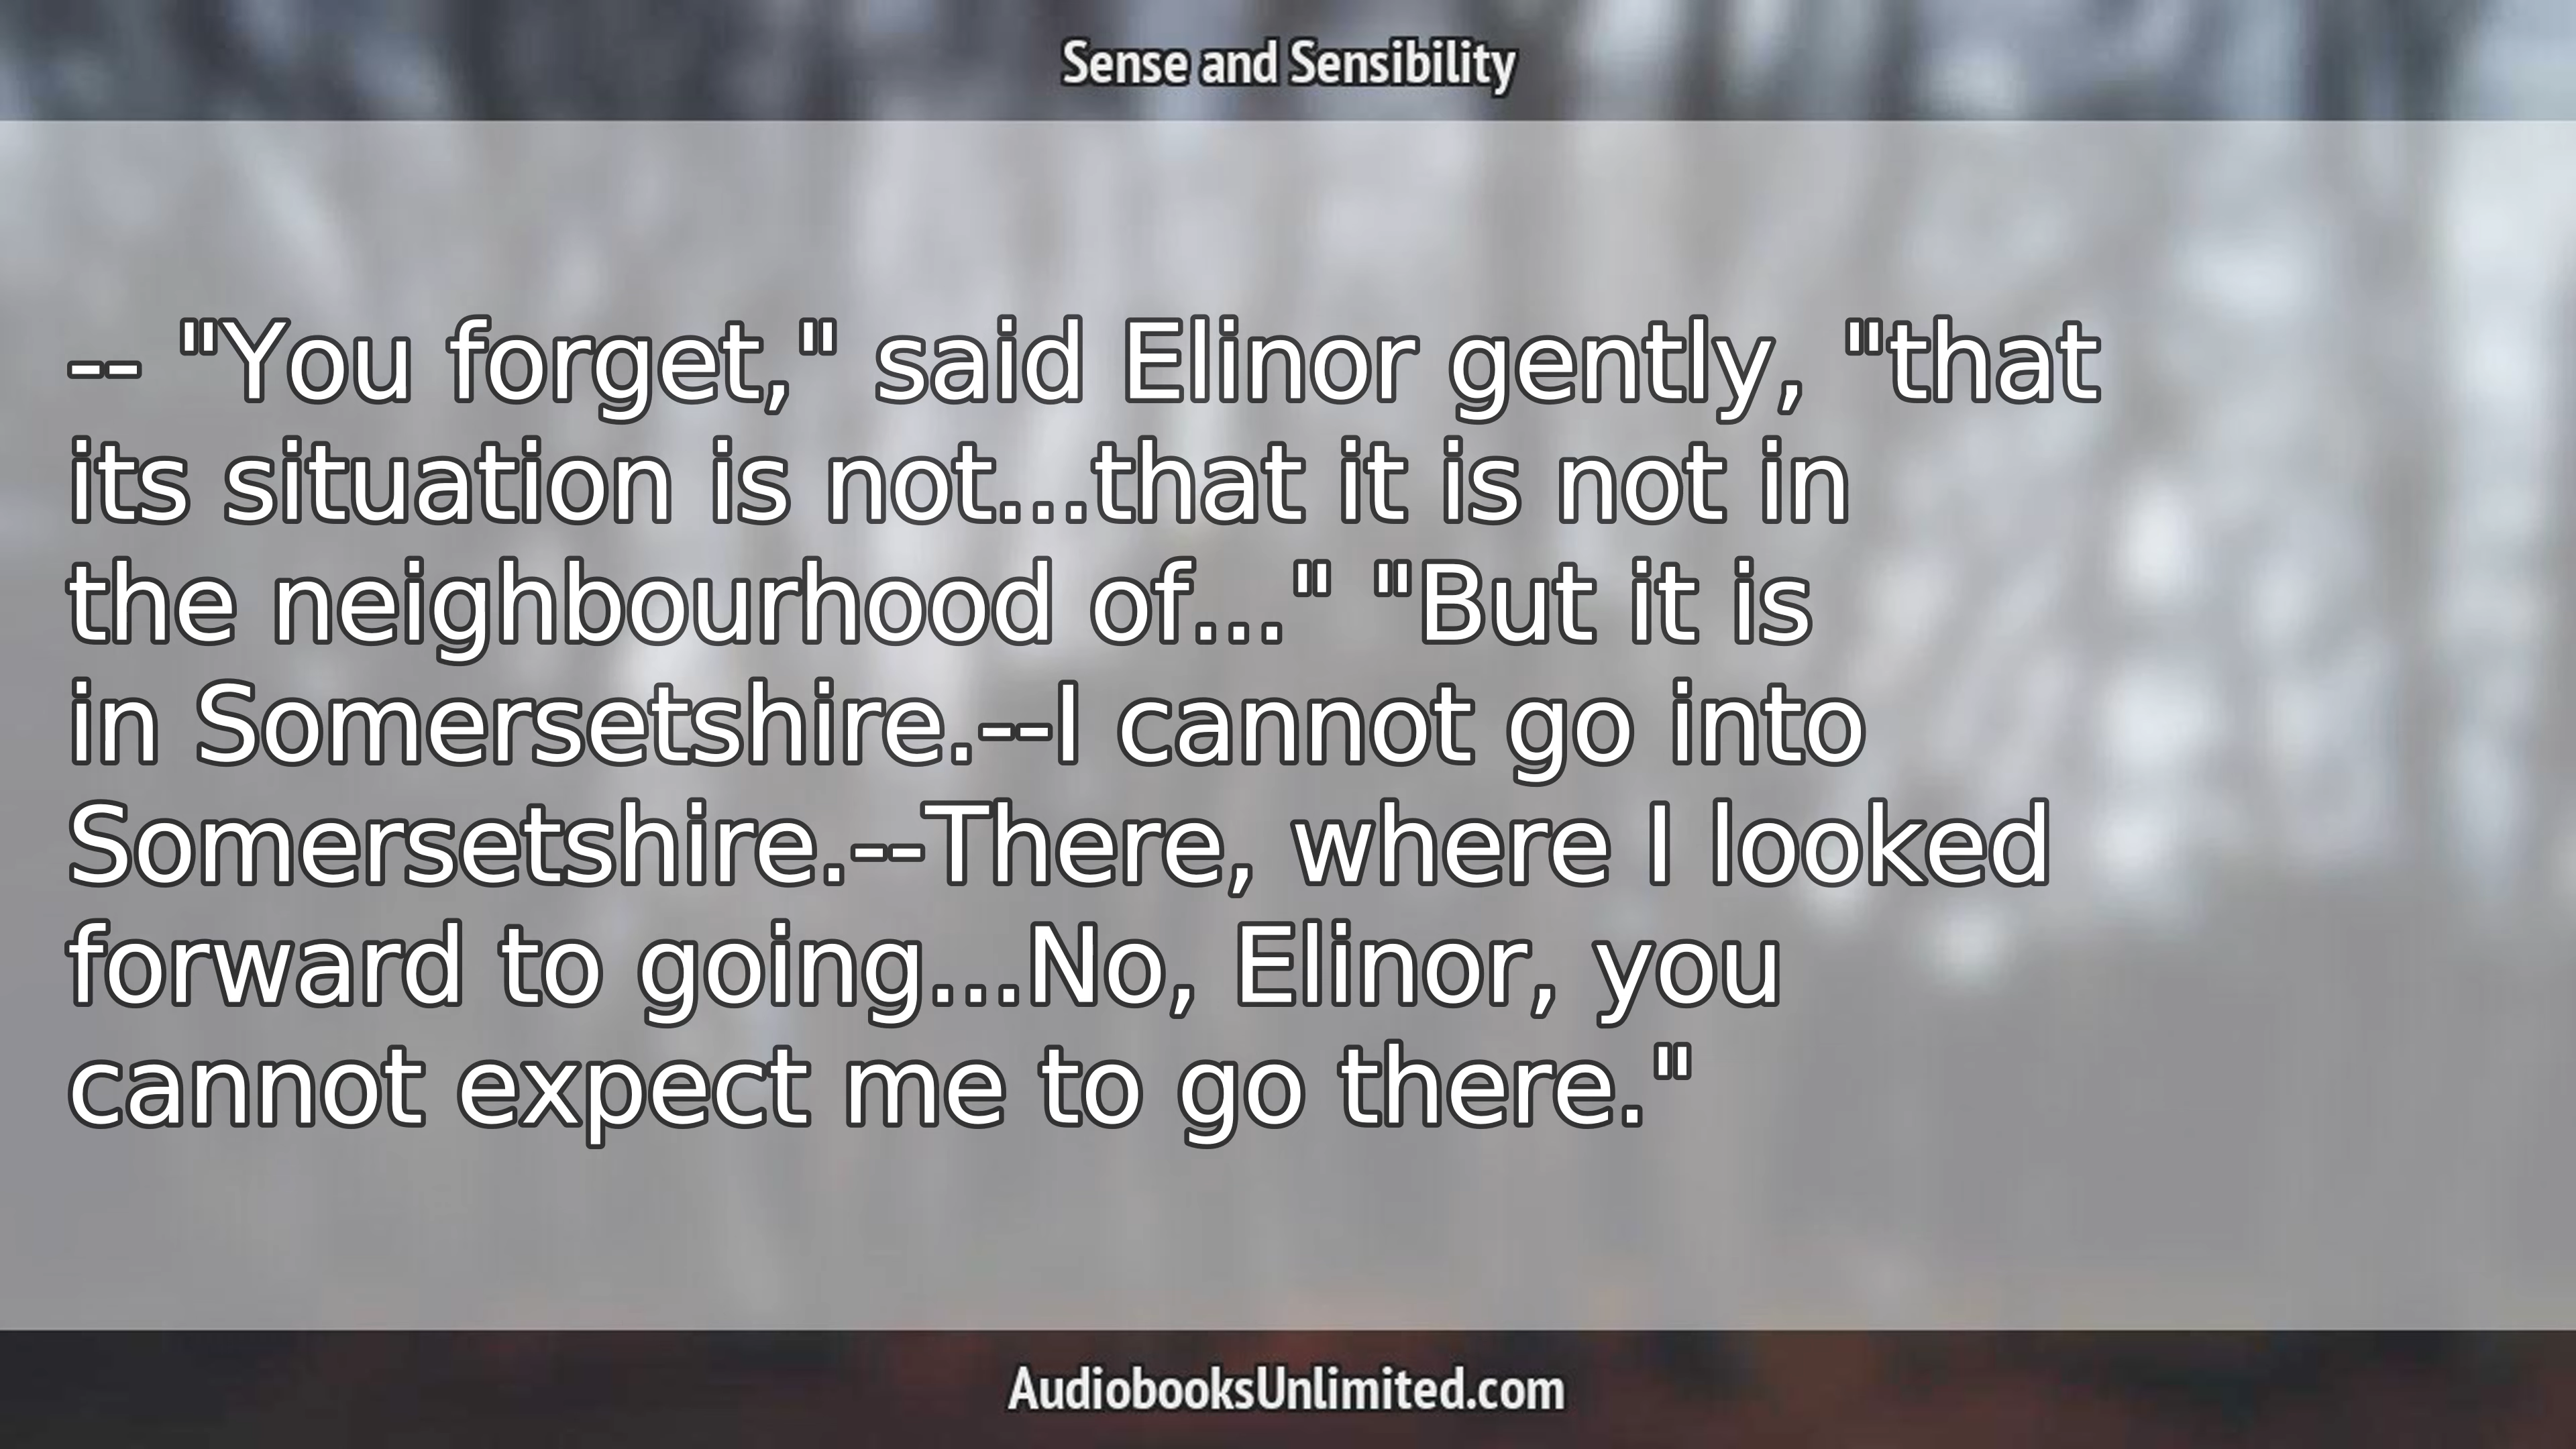 Sense and Sensibility
-- "You forget," said Elinor gently, "that
its situation is not...that it is not in
the neighbourhood of..." "But it is
in Somersetshire.--I cannot go into
Somersetshire.--There, where I looked
forward to going...No, Elinor, you
cannot expect me to go there."
AudiobooksUnlimited.com